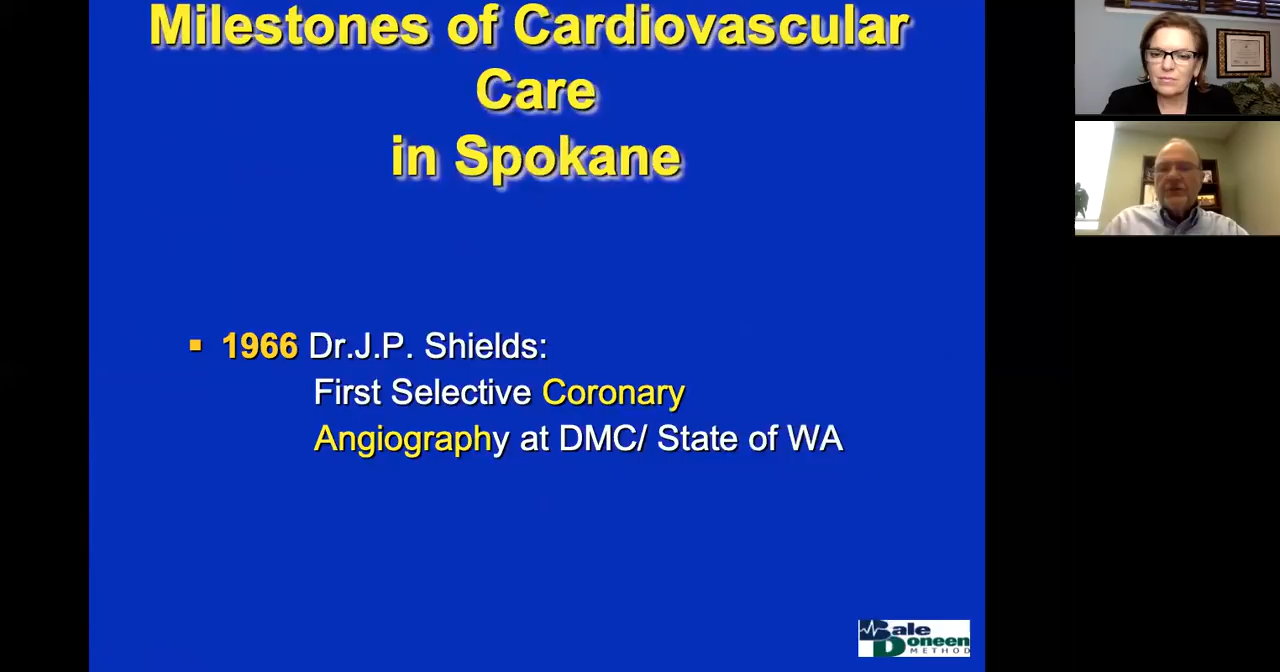 Milestones of Cardiovascular
Care
in Spokane
▪ 1966 Dr.J.P. Shields:
First Selective Coronary
Angiography at DMC/ State of WA
Bale
Doneen
METHOD